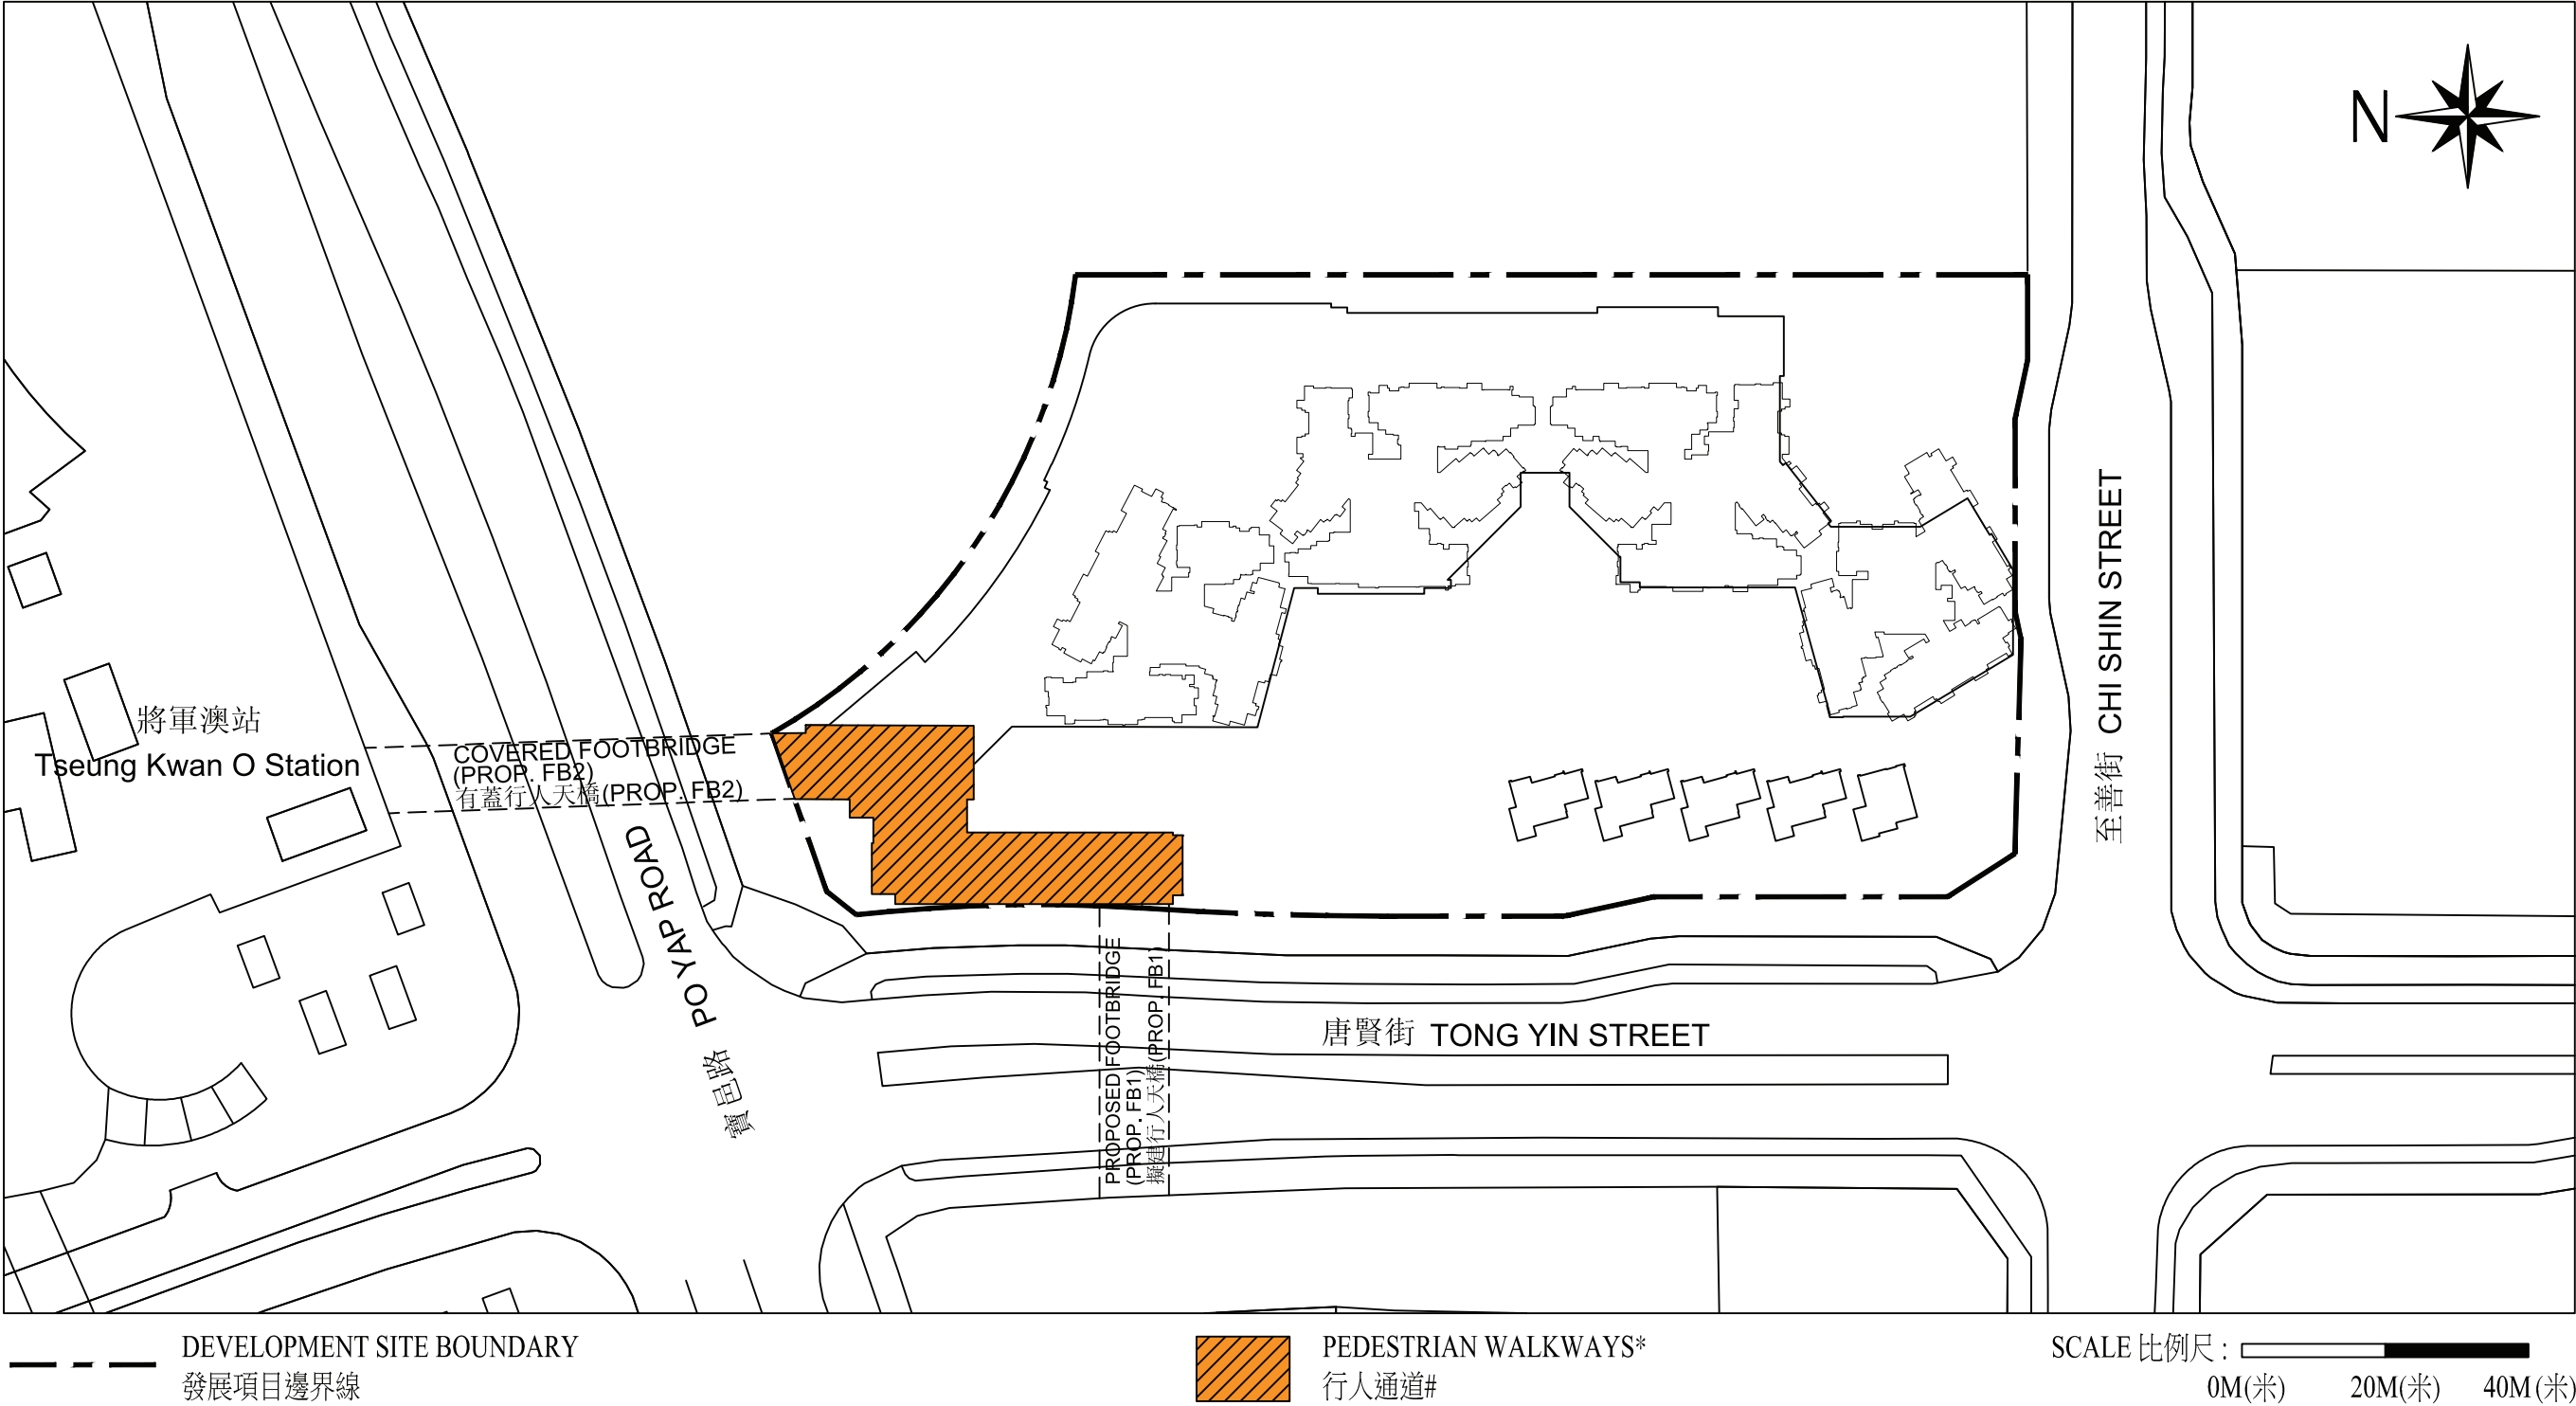 N
將軍澳站
Tseung Kwan O Station
COVERED FOOTBRIDGE
(PROP. FB2)
有蓋行人天橋(PROP. FB2)
寶邑路 PO YAP ROAD
至善街 CHI SHIN STREET
PROPOSED FOOTBRIDGE
(PROP. FB1)
擬建行人天橋(PROP. FB1)
唐賢街 TONG YIN STREET
DEVELOPMENT SITE BOUNDARY
發展項目邊界線
PEDESTRIAN WALKWAYS*
行人通道#
SCALE 比例尺 :
0M(米) 20M(米) 40M(米)